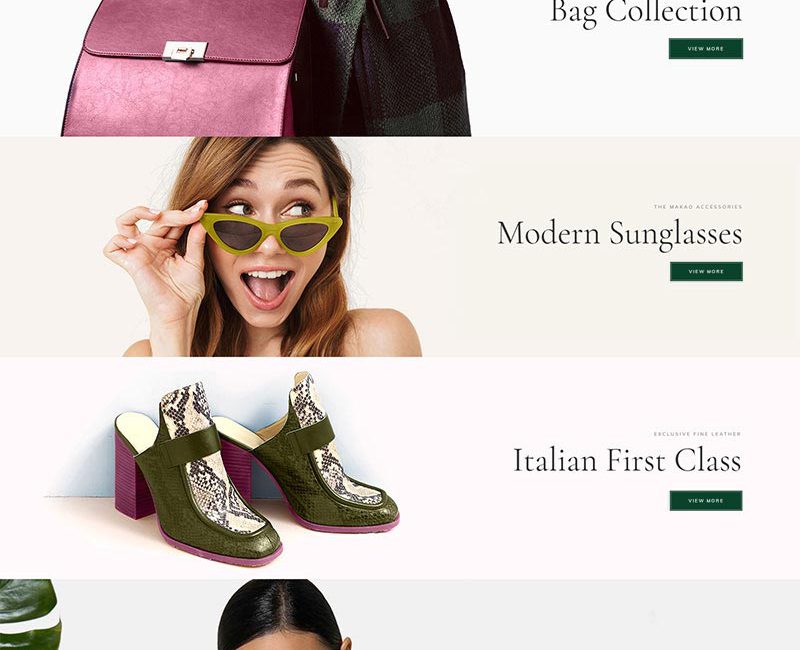 Bag Collection
VIEW MORE
THE MAKAO ACCESSORIES
Modern Sunglasses
VIEW MORE
EXCLUSIVE FINE LEATHER
Italian First Class
VIEW MORE